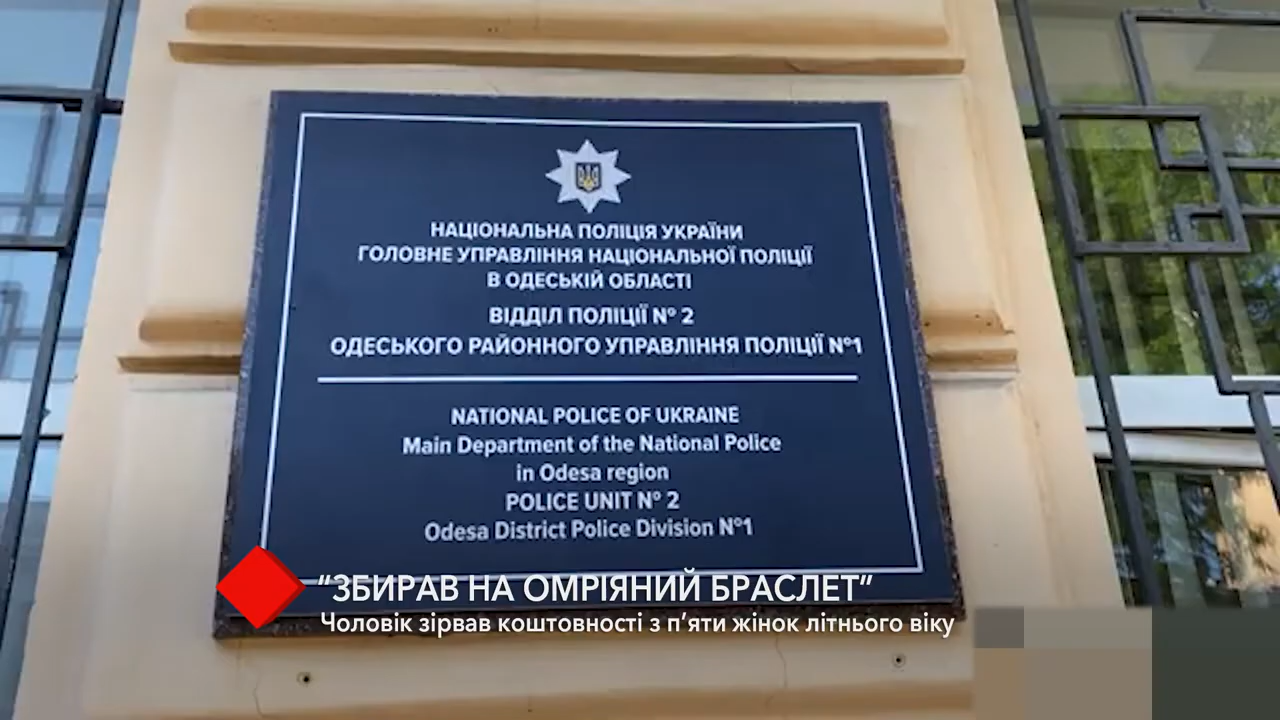 НАЦІОНАЛЬНА ПОЛІЦІЯ УКРАЇНИ
ГОЛОВНЕ УПРАВЛІННЯ НАЦІОНАЛЬНОЇ ПОЛІЦІЇ
В ОДЕСЬКІЙ ОБЛАСТІ
ВІДДІЛ ПОЛІЦІЇ № 2
ОДЕСЬКОГО РАЙОННОГО УПРАВЛІННЯ ПОЛІЦІЇ №1
NATIONAL POLICE OF UKRAINE
Main Department of the National Police
in Odesa region
POLICE UNIT № 2
Odesa District Police Division №1
"ЗБИРАВ НА ОМРІЯНИЙ БРАСЛЕТ"
Чоловік зірвав коштовності з п'яти жінок літнього віку